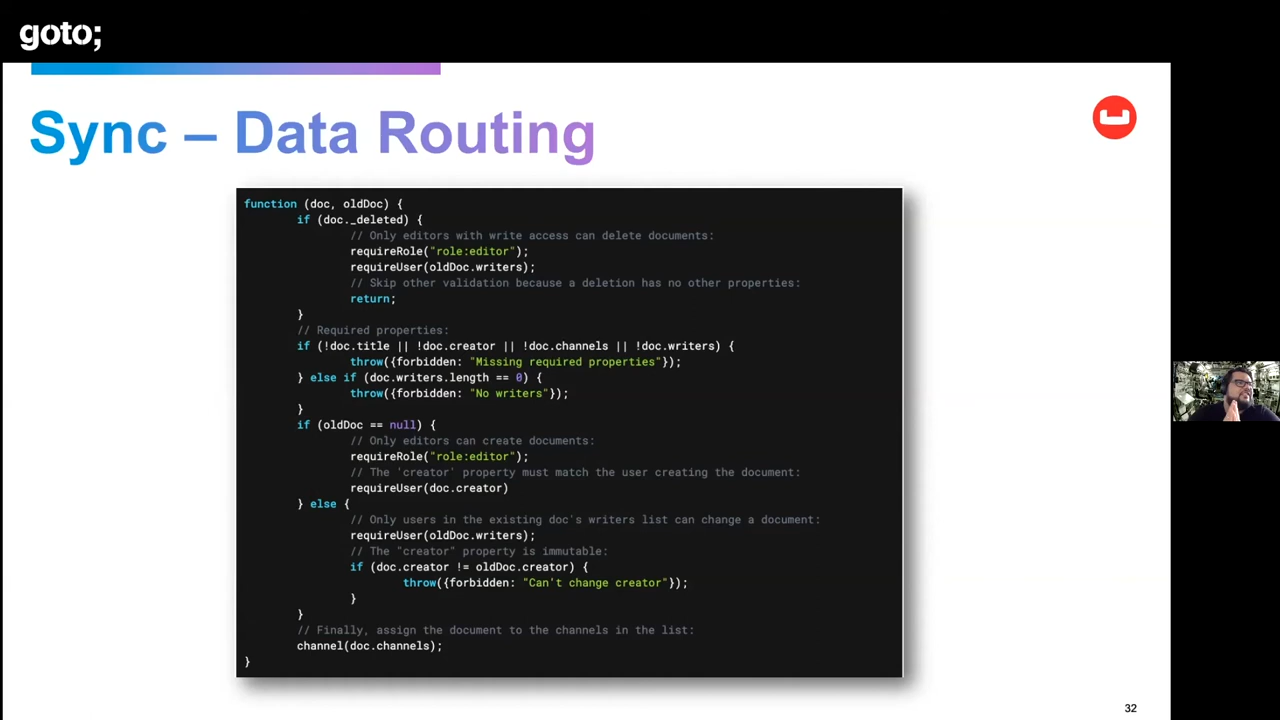 goto;
Sync – Data Routing
function (doc, oldDoc) {
if (doc._deleted) {
// Only editors with write access can delete documents:
requireRole("role:editor");
requireUser(oldDoc.writers);
// Skip other validation because a deletion has no other properties:
return;
}
// Required properties:
if (!doc.title || !doc.creator || !doc.channels || !doc.writers) {
throw({forbidden: "Missing required properties"});
} else if (doc.writers.length == 0) {
throw({forbidden: "No writers"});
}
if (oldDoc == null) {
// Only editors can create documents:
requireRole("role:editor");
// The 'creator' property must match the user creating the document:
requireUser(doc.creator)
} else {
// Only users in the existing doc's writers list can change a document:
requireUser(oldDoc.writers);
// The "creator" property is immutable:
if (doc.creator != oldDoc.creator) {
throw({forbidden: "Can't change creator"});
}
}
// Finally, assign the document to the channels in the list:
channel(doc.channels);
}
32